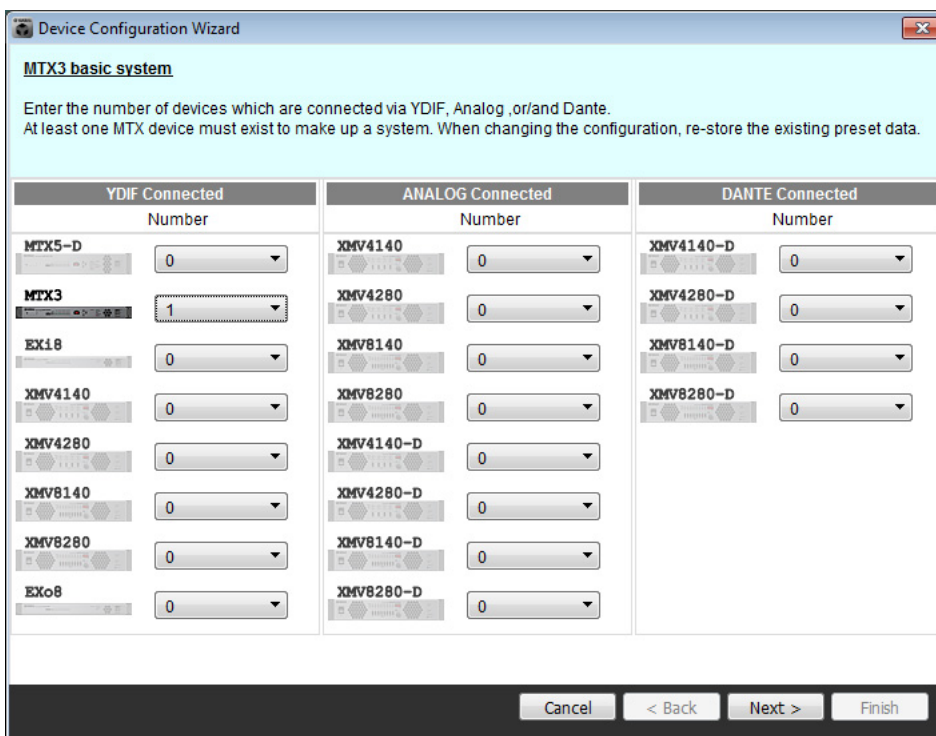 Device Configuration Wizard
MTX3 basic system
Enter the number of devices which are connected via YDIF, Analog ,or/and Dante.
At least one MTX device must exist to make up a system. When changing the configuration, re-store the existing preset data.
YDIF Connected
Number
MTX5-D
0
MTX3
1
EXi8
0
XMV4140
0
XMV4280
0
XMV8140
0
XMV8280
0
EXo8
0
ANALOG Connected
Number
XMV4140
0
XMV4280
0
XMV8140
0
XMV8280
0
XMV4140-D
0
XMV4280-D
0
XMV8140-D
0
XMV8280-D
0
DANTE Connected
Number
XMV4140-D
0
XMV4280-D
0
XMV8140-D
0
XMV8280-D
0
Cancel
< Back
Next >
Finish